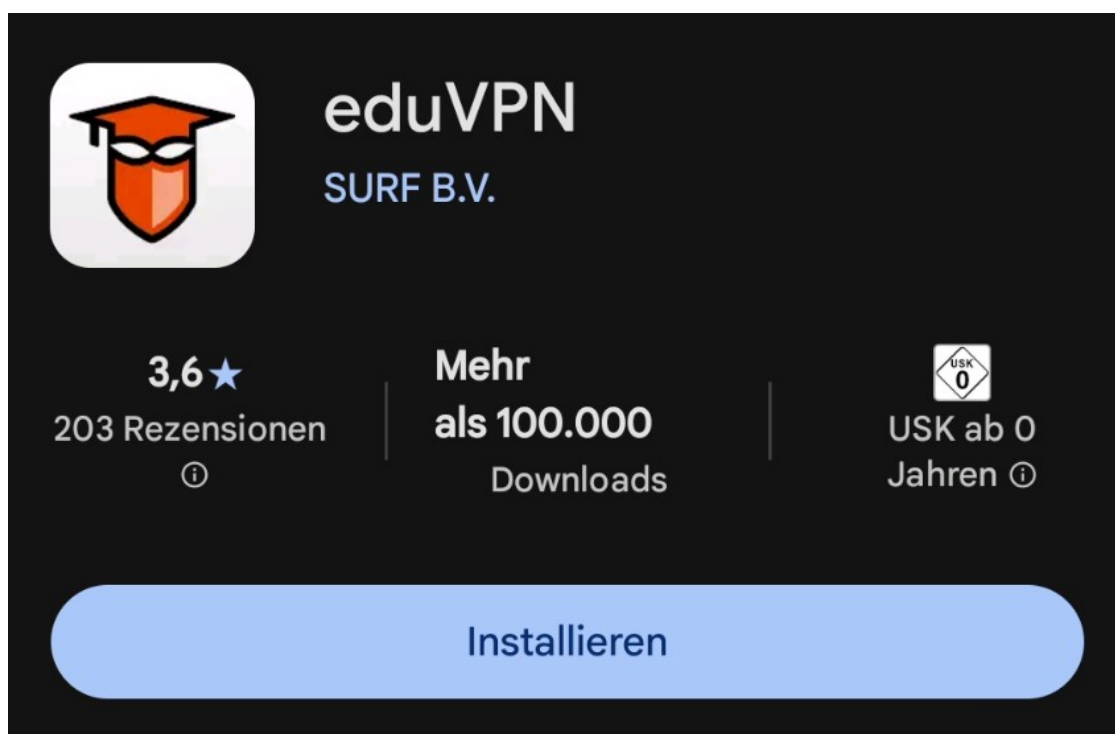 eduVPN
SURF B.V.
3,6 ★
203 Rezensionen
Mehr
als 100.000
Downloads
USK
0
USK ab 0
Jahren
Installieren